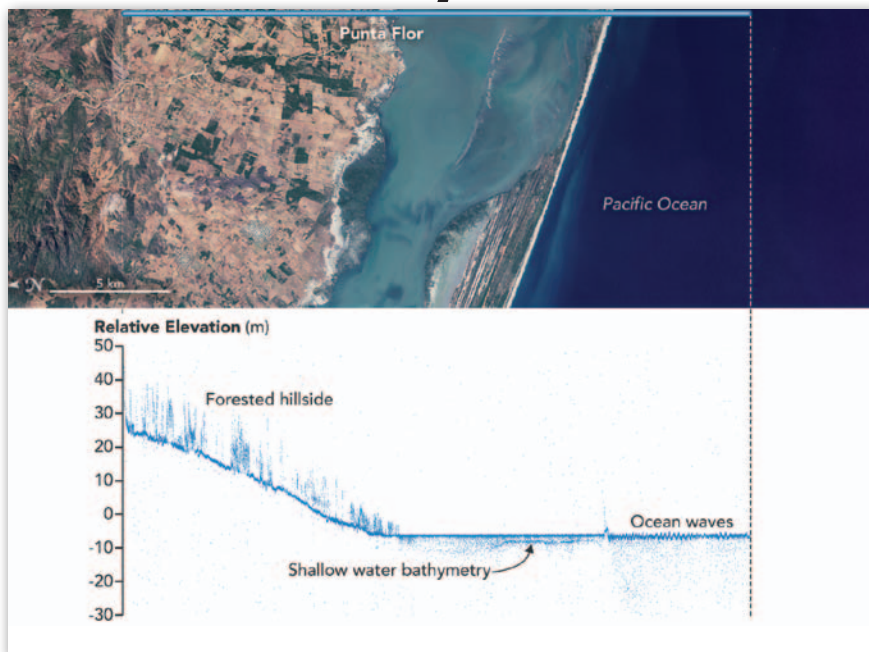 Punta Flor
Pacific Ocean
N
5 km
Relative Elevation (m)
50
40
30
20
10
0
-10
-20
-30
Forested hillside
Ocean waves
Shallow water bathymetry